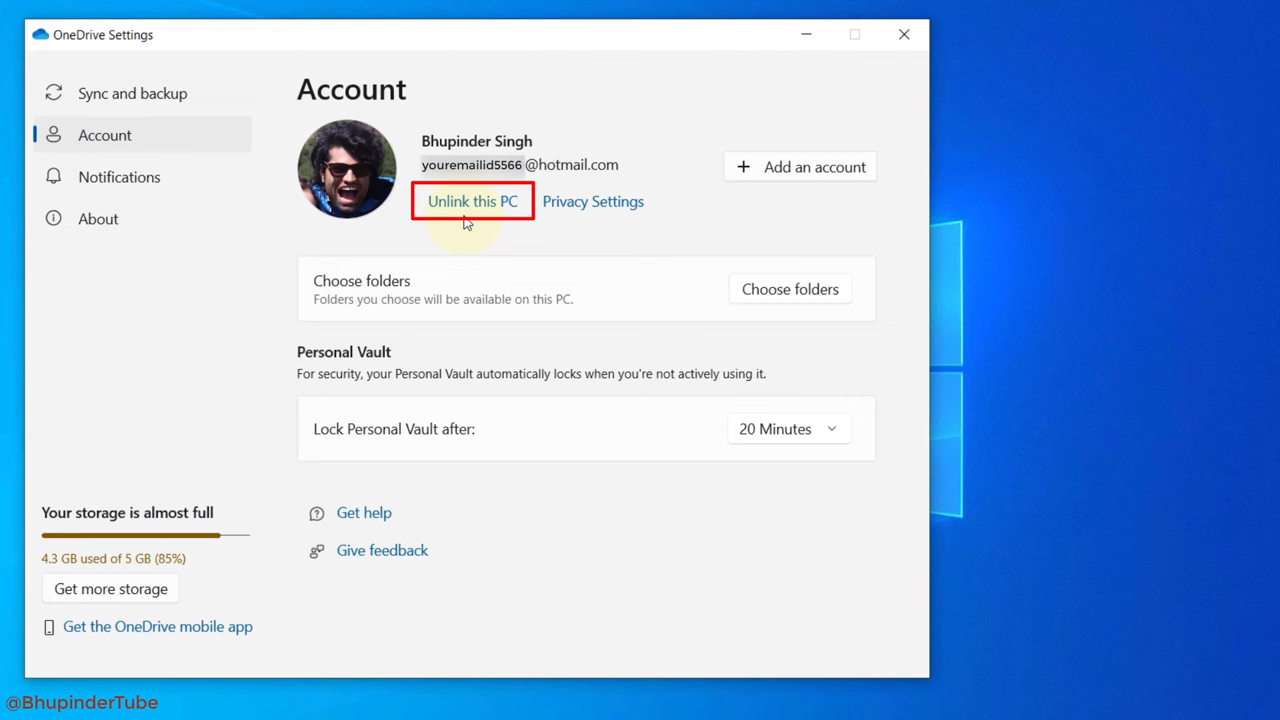 OneDrive Settings
Sync and backup
Account
Notifications
About
Account
Bhupinder Singh
youremailid5566 @hotmail.com
Unlink this PC Privacy Settings
+ Add an account
Choose folders
Folders you choose will be available on this PC.
Choose folders
Personal Vault
For security, your Personal Vault automatically locks when you're not actively using it.
Lock Personal Vault after:
20 Minutes
Get help
Give feedback
Your storage is almost full
4.3 GB used of 5 GB (85%)
Get more storage
Get the OneDrive mobile app
@BhupinderTube